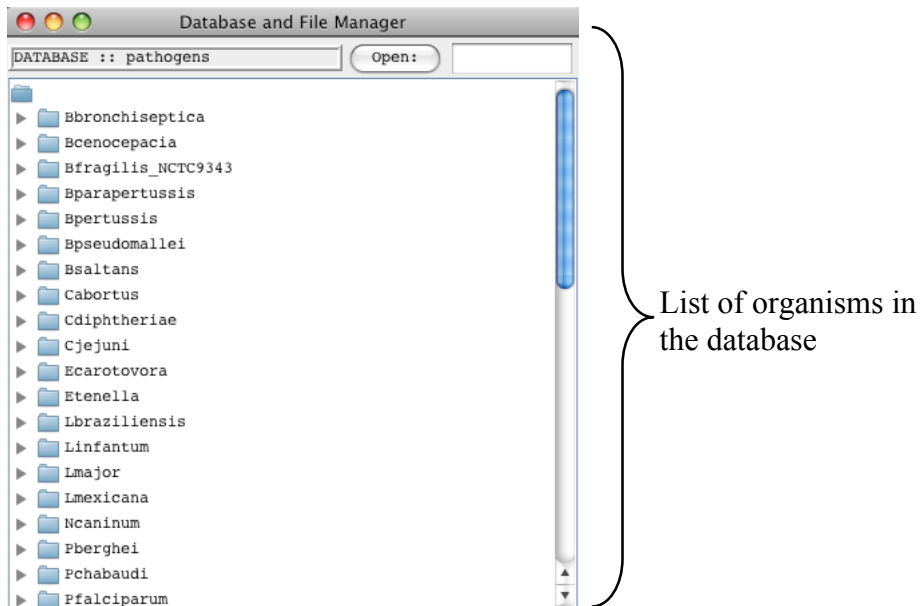 Database and File Manager
DATABASE :: pathogens
Open:
Bbronchiseptica
Bcenocepacia
Bfragilis_NCTC9343
Bparapertussis
Bpertussis
Bpseudomallei
Bsaltans
Cabortus
Cdiphtheriae
Cjejuni
Ecarotovora
Etenella
Lbraziliensis
Linfantum
Lmajor
Lmexicana
Ncaninum
Pberghei
Pchabaudi
Pfalciparum
List of organisms in
the database